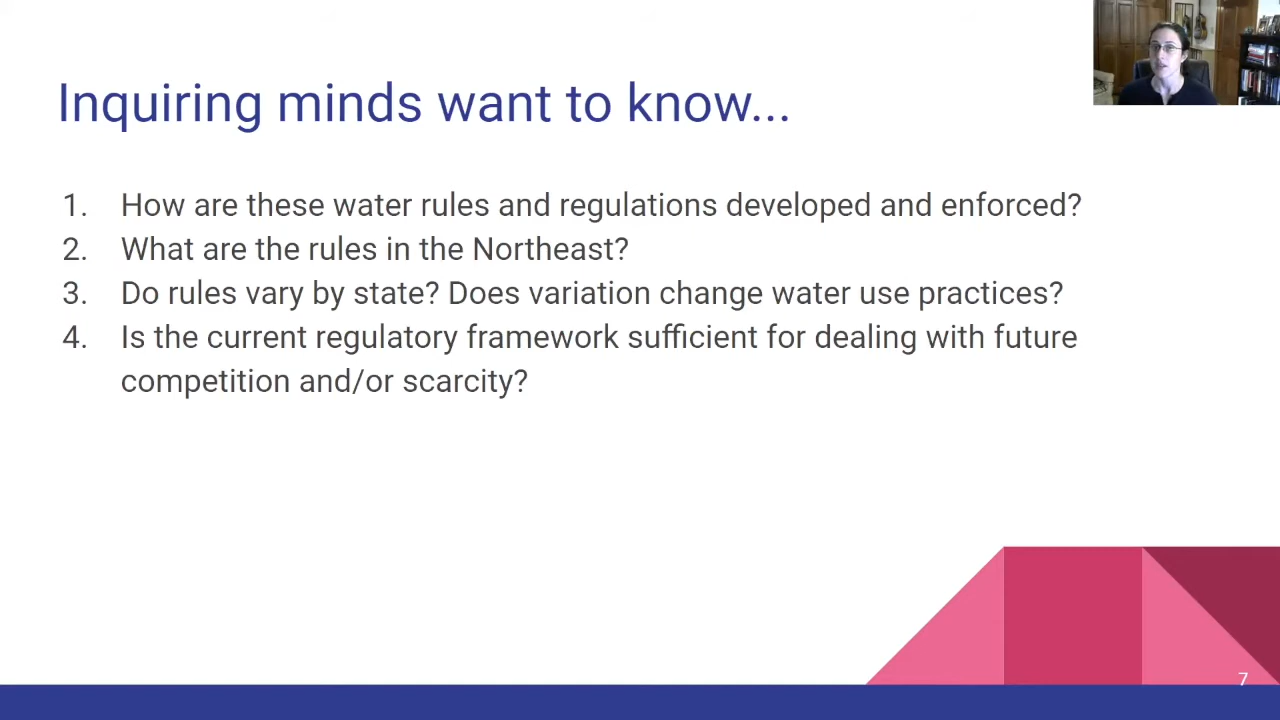 Inquiring minds want to know...
1. How are these water rules and regulations developed and enforced?
2. What are the rules in the Northeast?
3. Do rules vary by state? Does variation change water use practices?
4. Is the current regulatory framework sufficient for dealing with future
competition and/or scarcity?
7